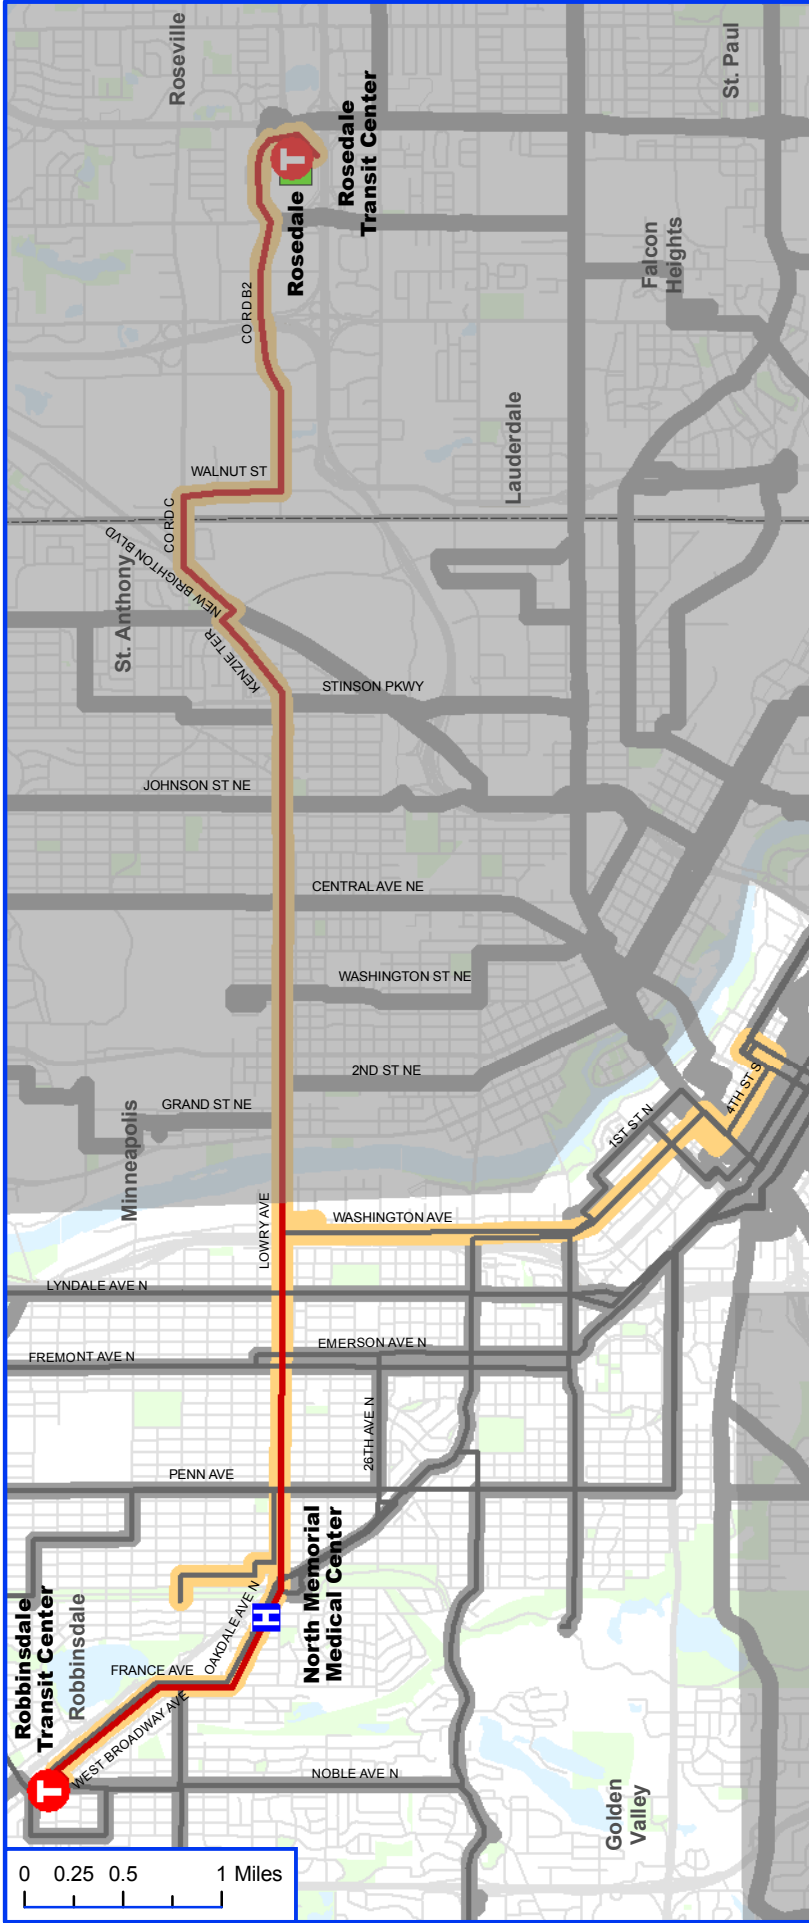 Roseville
St. Paul
Rosedale
Transit Center
Rosedale
CO RD B2
Falcon
Heights
Lauderdale
WALNUT ST
CO RD C
NEW BRIGHTON BLVD
St. Anthony
KENZIE TER
STINSON PKWY
JOHNSON ST NE
CENTRAL AVE NE
WASHINGTON ST NE
2ND ST NE
GRAND ST NE
Minneapolis
4TH ST S
1ST ST N
LOWRY AVE
WASHINGTON AVE
LYNDALE AVE N
EMERSON AVE N
FREMONT AVE N
26TH AVE N
PENN AVE
North Memorial
Medical Center
H
OAKDALE AVE N
Robbinsdale
Transit Center
Robbinsdale
FRANCE AVE
WEST BROADWAY AVE
T
NOBLE AVE N
Golden
Valley
0 0.25 0.5 1 Miles
T